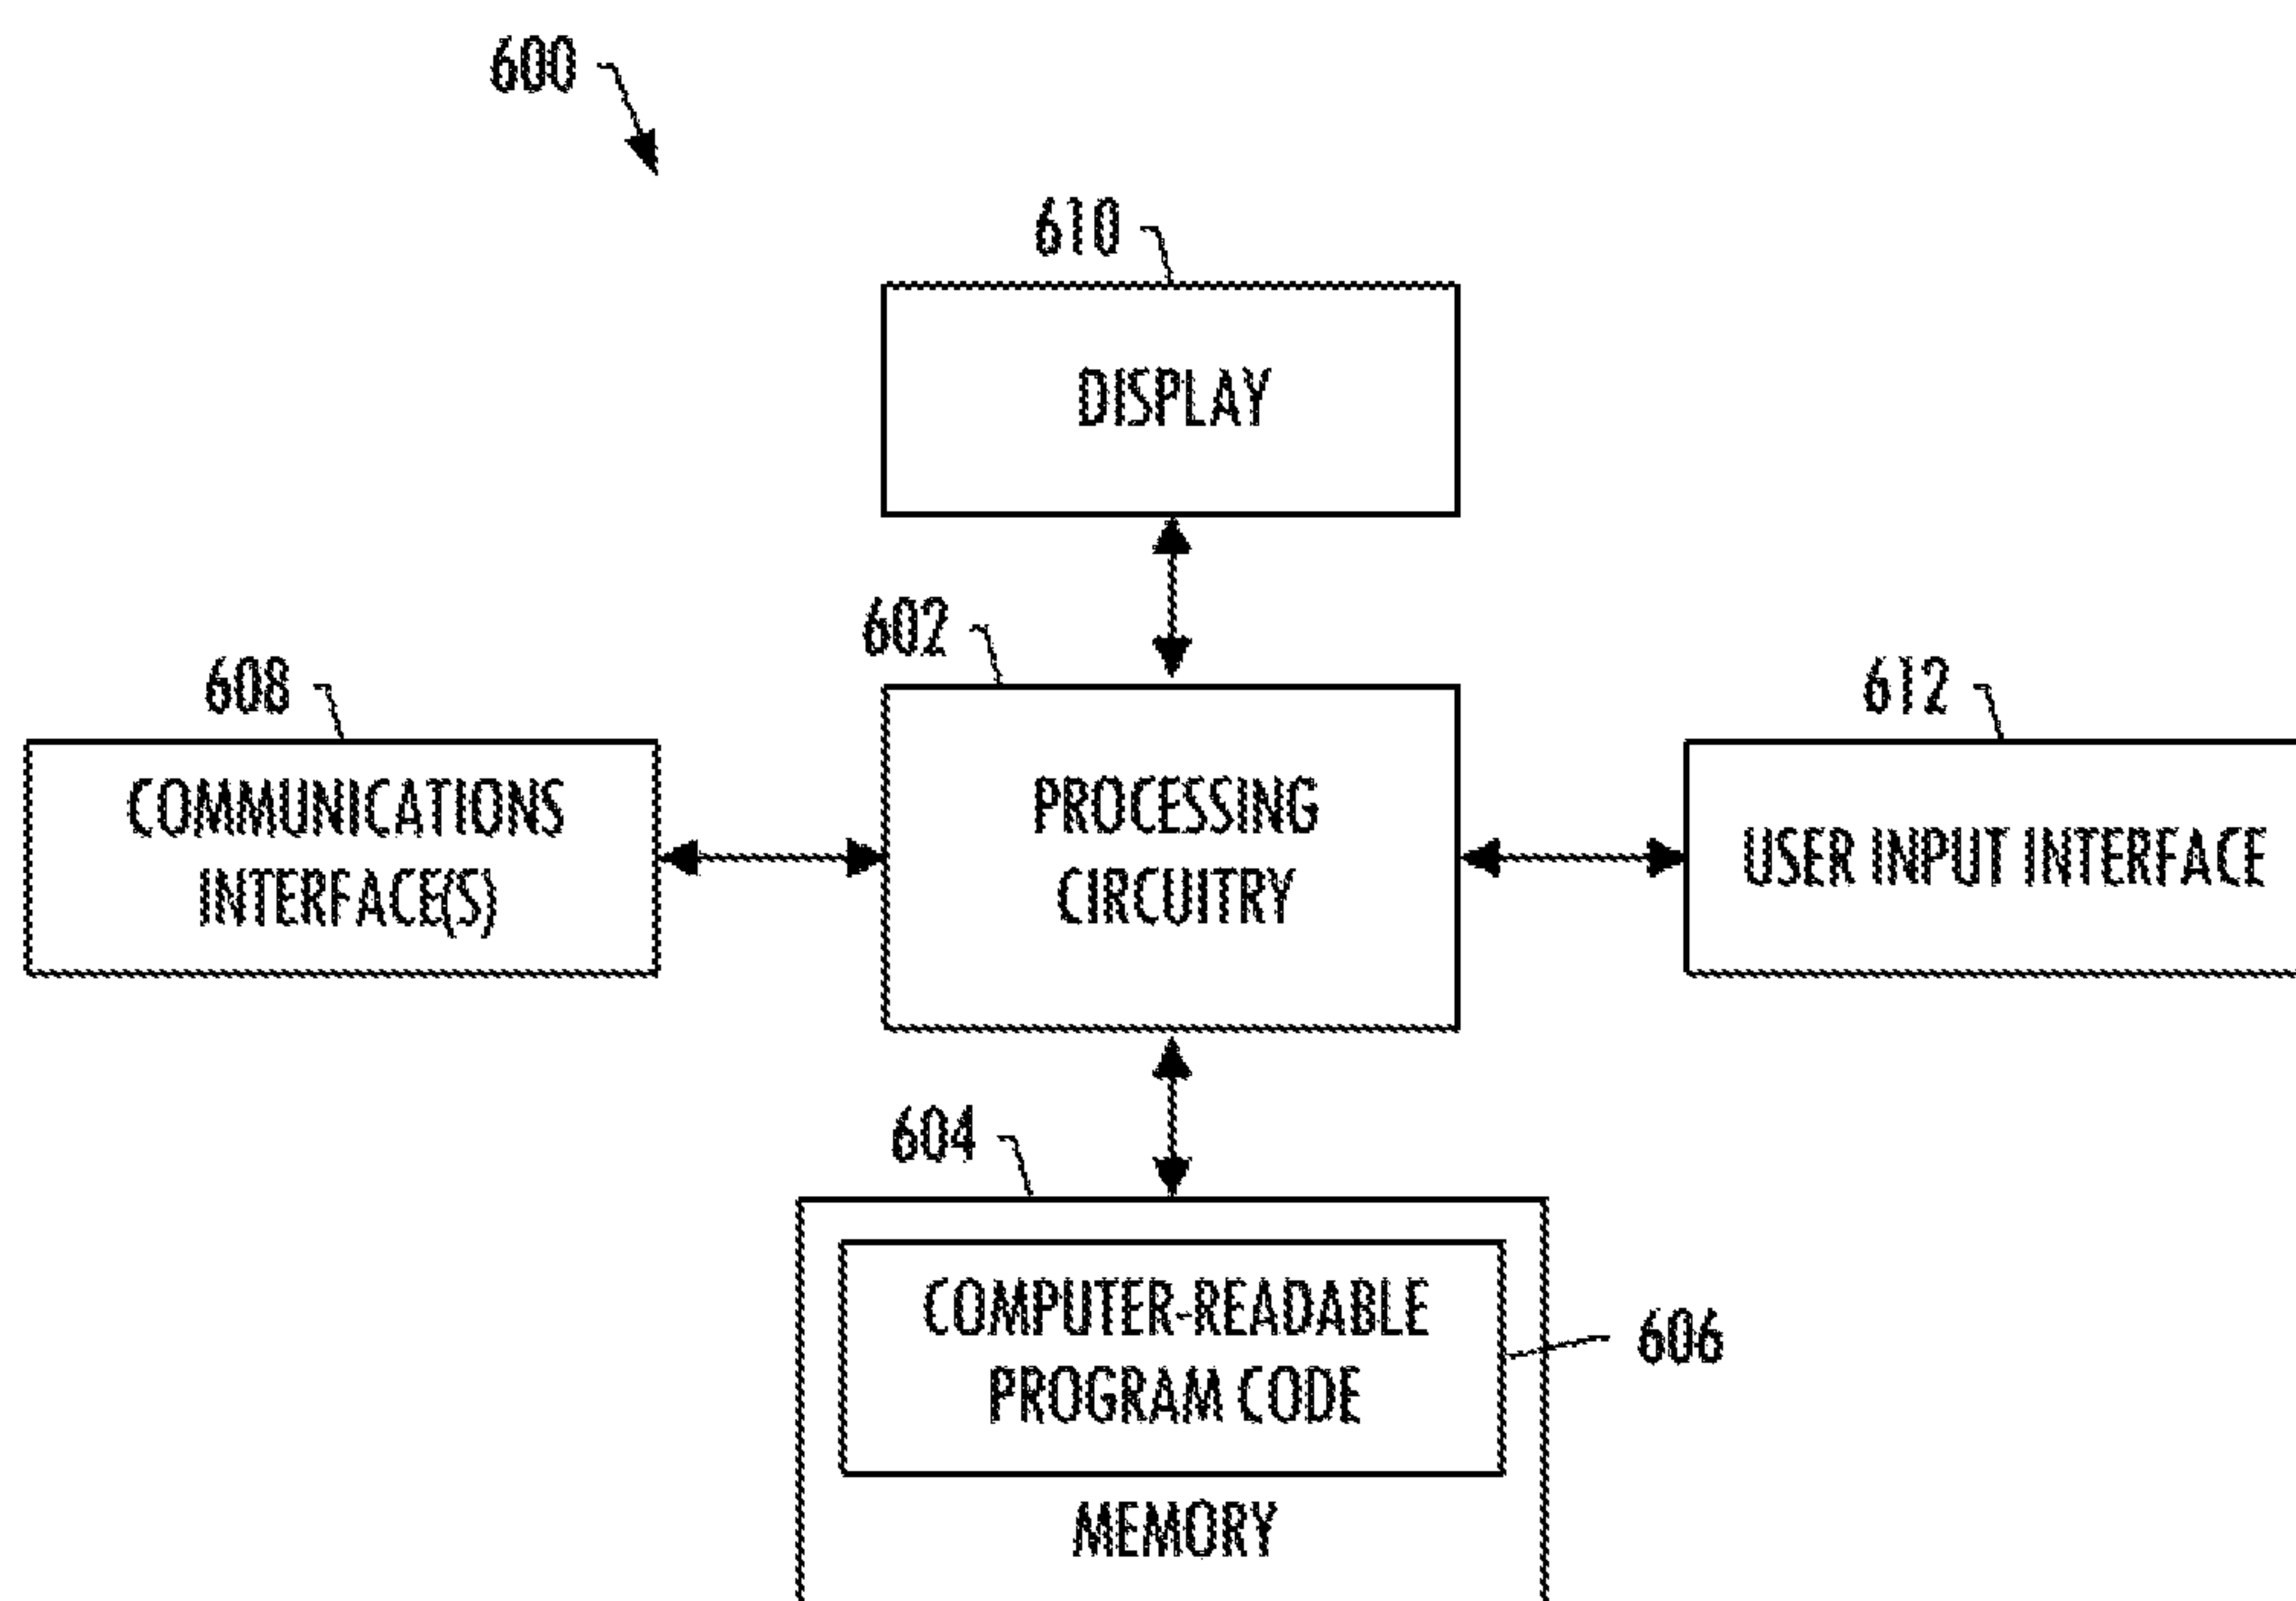 600
610
DISPLAY
602
608
612
COMMUNICATIONS
INTERFACE(S)
PROCESSING
CIRCUITRY
USER INPUT INTERFACE
604
COMPUTER-READABLE
PROGRAM CODE
606
MEMORY